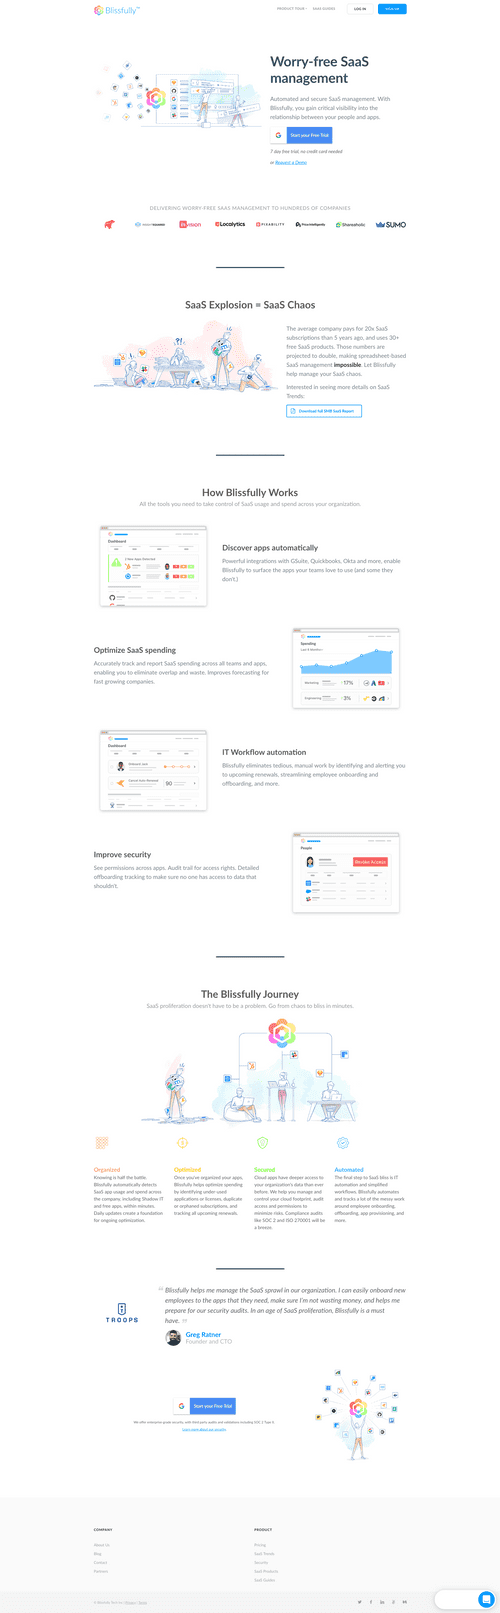 Blissfully™
PRODUCT TOUR
SAAS GUIDES
LOG IN
SIGN UP
Worry-free SaaS
management
Automated and secure SaaS management. With
Blissfully, you gain critical visibility into the
relationship between your people and apps.
Start your Free Trial
7 day free trial, no credit card needed
or Request a Demo
DELIVERING WORRY-FREE SAAS MANAGEMENT TO HUNDREDS OF COMPANIES
vision
Localytics
PIXABILITY
Shareaholic
SUMO
SaaS Explosion = SaaS Chaos
The average company pays for 20x SaaS
subscriptions than 5 years ago, and uses 30+
free SaaS products. Those numbers are
projected to double, making spreadsheet-based
SaaS management impossible. Let Blissfully
help manage your SaaS chaos.
Interested in seeing more details on SaaS
Trends:
How Blissfully Works
All the tools you need to take control of SaaS usage and spend across your organization.
Dashboard
2 New Apps Detected
Discover apps automatically
Powerful integrations with GSuite, Quickbooks, Okta and more, enable
Blissfully to surface the apps your teams love to use (and some they
don't.)
Optimize SaaS spending
Accurately track and report SaaS spending across all teams and apps,
enabling you to eliminate overlap and waste. Improves forecasting for
fast growing companies.
Spending
Last 6 Months
Marketing
17%
Engineering
3%
Dashboard
Onboard Jane
Cancel Auto-Renewal
90
IT Workflow automation
Blissfully eliminates tedious, manual work by identifying and alerting you
to upcoming renewals, streamlining employee onboarding and
offboarding, and more.
Improve security
See permissions across apps. Audit trail for access rights. Detailed
offboarding tracking to make sure no one has access to data that
shouldn't.
People
Review Access
The Blissfully Journey
SaaS proliferation doesn't have to be a problem. Go from chaos to bliss in minutes.
Organized
Knowing is half the battle.
Blissfully automatically detects
SaaS app usage and spend across
the company, including Shadow IT
and free apps, within minutes.
Daily updates create a foundation
for ongoing optimization.
Optimized
Once you've organized your apps,
Blissfully helps optimize spending
by identifying under-used
applications or licenses, duplicate
or orphaned subscriptions, and
tracking all upcoming renewals.
Secured
Cloud apps have deeper access to
your organization's data than ever
before. We help you manage and
control your cloud footprint, audit
access and permissions to
minimize risks. Compliance audits
like SOC 2 and ISO 270001 will be
a breeze.
Automated
The final step to SaaS bliss is IT
automation and simplified
workflows. Blissfully automates
and tracks a lot of the messy work
around employee onboarding,
offboarding, app provisioning, and
more.
TROOPS
“ Blissfully helps me manage the SaaS sprawl in our organization. I can easily onboard new
employees to the apps that they need, make sure I'm not wasting money, and helps me
prepare for our security audits. In an age of SaaS proliferation, Blissfully is a must
have. ”
Greg Ratner
Founder and CTO
Start your Free Trial
We offer enterprise-grade security, with third party audits and validations including SOC 2 Type II.
Learn more about our security
COMPANY
About Us
Blog
Contact
Partners
PRODUCT
Pricing
SaaS Trends
Security
SaaS Products
SaaS Guides